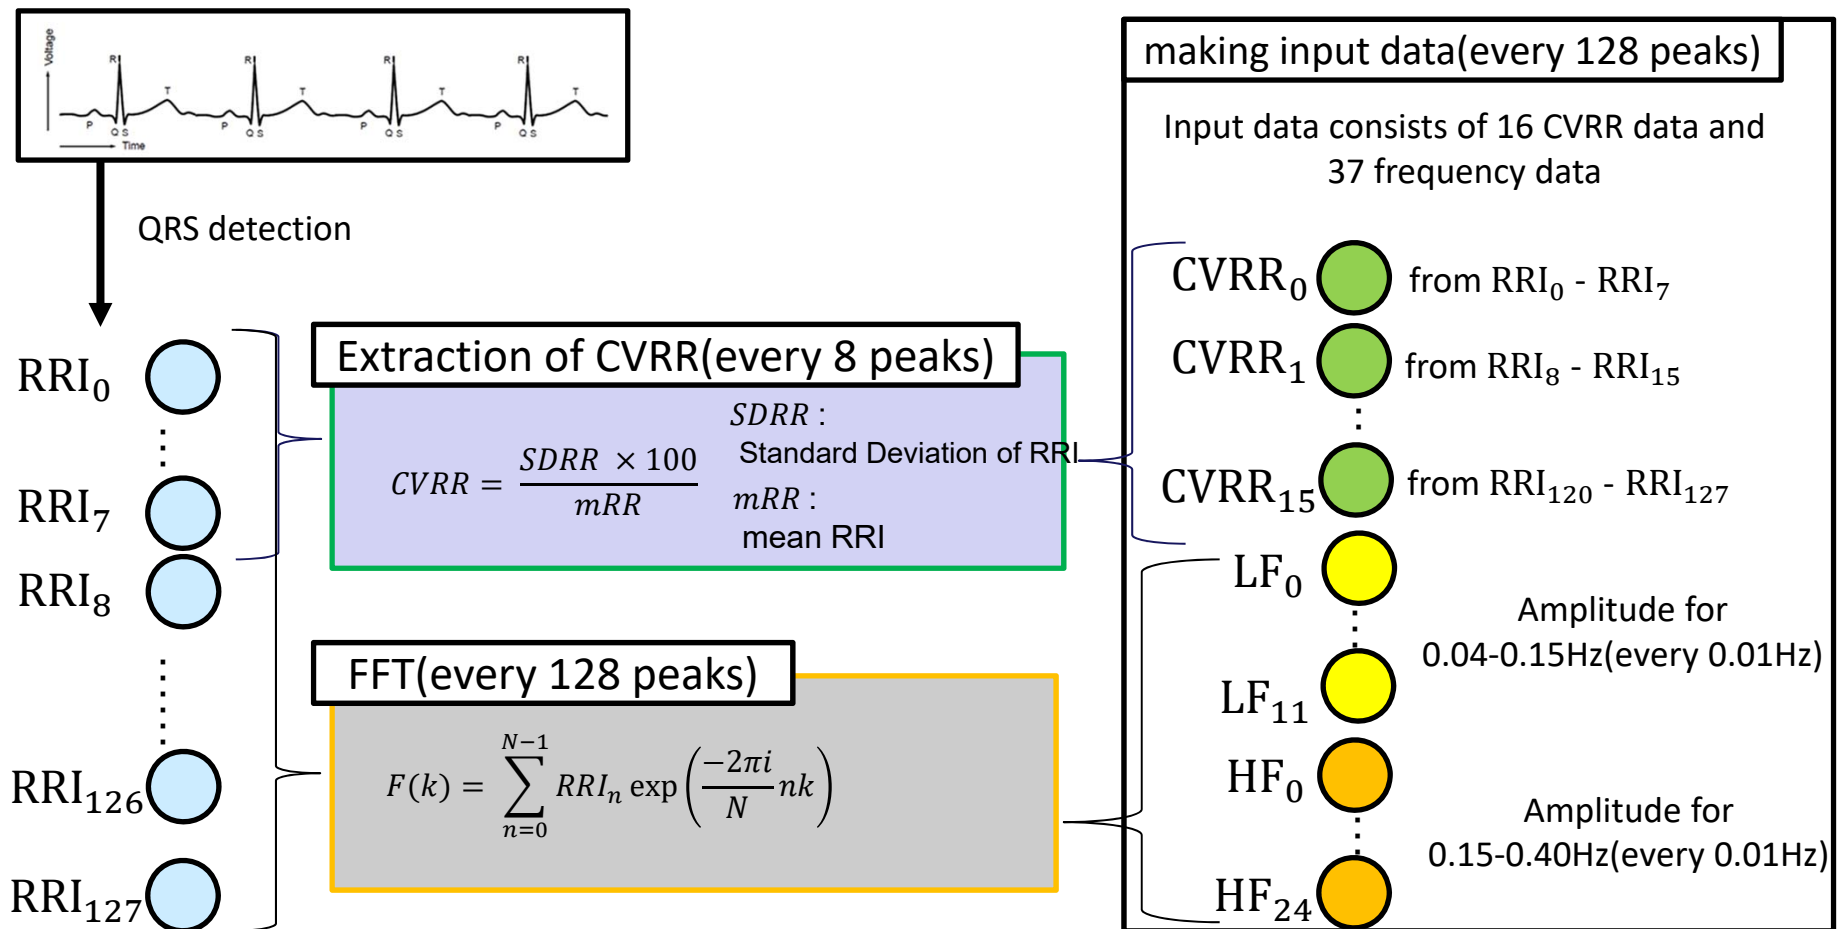 Voltage
R
R
R
R
T
T
T
T
P
P
P
P
Q S
Q S
Q S
Q S
Time
QRS detection
RRI₀
RRI₇
RRI₈
RRI₁₂₆
RRI₁₂₇
Extraction of CVRR(every 8 peaks)
CVRR = SDRR × 100 / mRR
SDRR :
Standard Deviation of RRI
mRR :
mean RRI
FFT(every 128 peaks)
F(k) = ∑_{n=0}^{N−1} RRI_n exp(−2πi/N nk)
making input data(every 128 peaks)
Input data consists of 16 CVRR data and
37 frequency data
CVRR₀ from RRI₀ - RRI₇
CVRR₁ from RRI₈ - RRI₁₅
CVRR₁₅ from RRI₁₂₀ - RRI₁₂₇
LF₀
LF₁₁
Amplitude for
0.04-0.15Hz(every 0.01Hz)
HF₀
HF₂₄
Amplitude for
0.15-0.40Hz(every 0.01Hz)